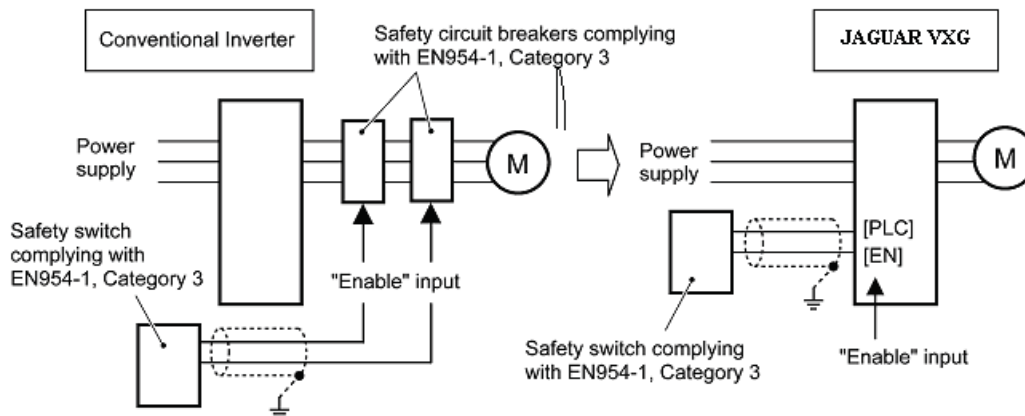 Conventional Inverter
Safety circuit breakers complying
with EN954-1, Category 3
JAGUAR VXG
Power
supply
M
Power
supply
M
Safety switch
complying with
EN954-1, Category 3
"Enable" input
[PLC]
[EN]
Safety switch complying
with EN954-1, Category 3
"Enable" input